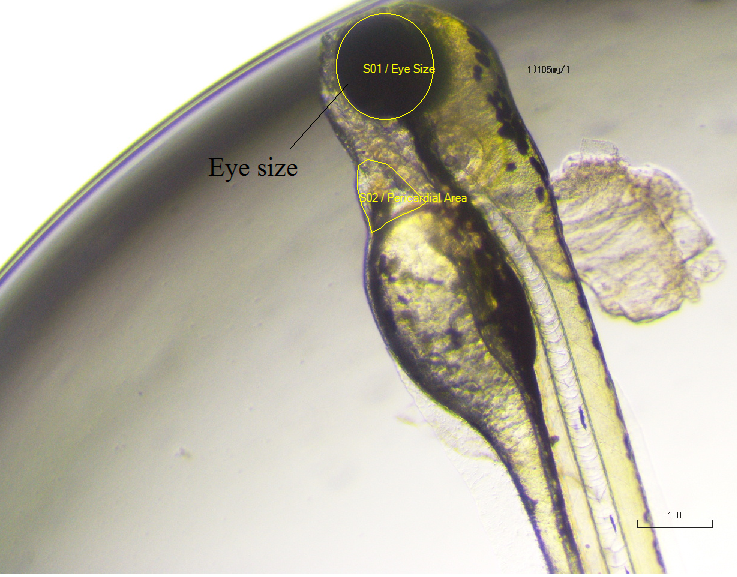 S01 / Eye Size
Eye size
S02 / Pericardial Area